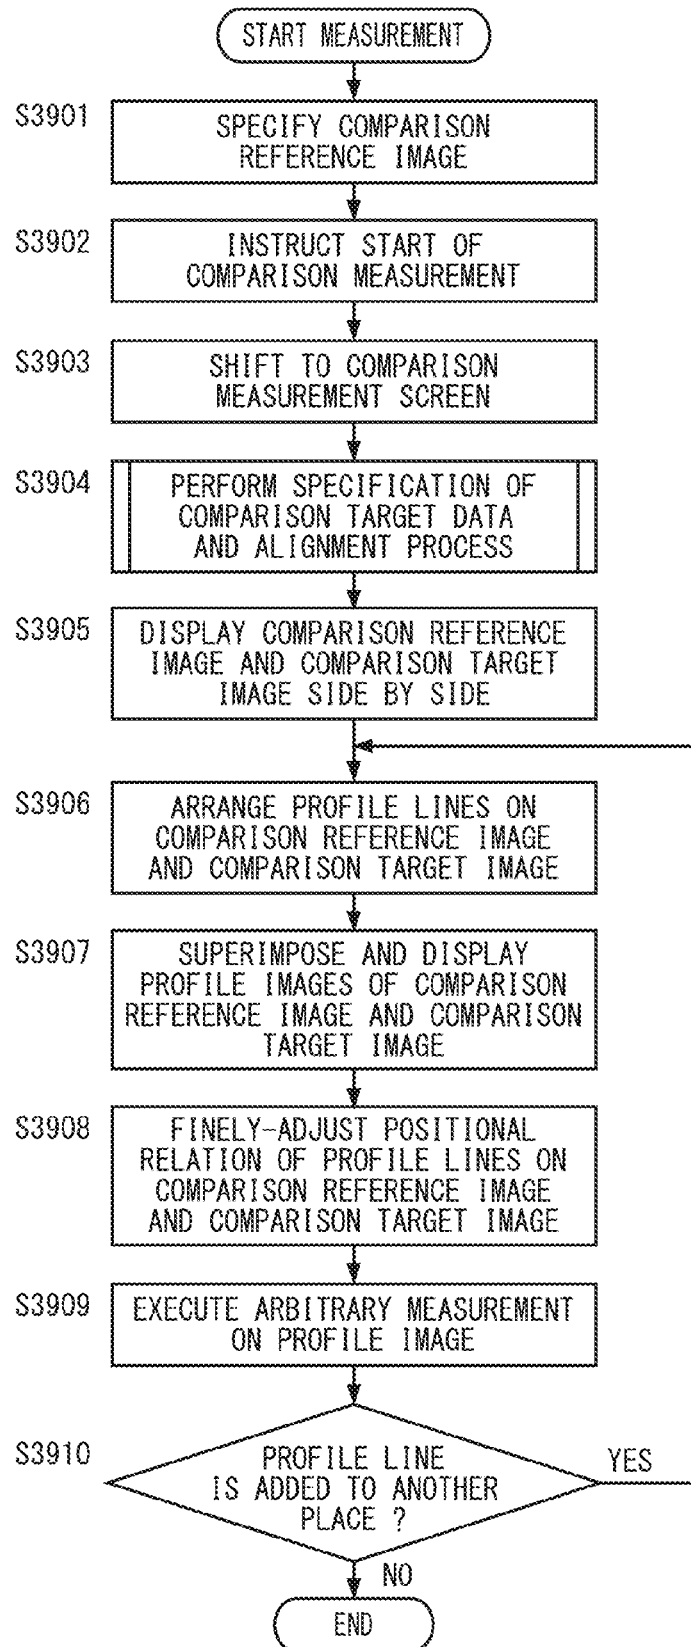 START MEASUREMENT
S3901
SPECIFY COMPARISON
REFERENCE IMAGE
S3902
INSTRUCT START OF
COMPARISON MEASUREMENT
S3903
SHIFT TO COMPARISON
MEASUREMENT SCREEN
S3904
PERFORM SPECIFICATION OF
COMPARISON TARGET DATA
AND ALIGNMENT PROCESS
S3905
DISPLAY COMPARISON REFERENCE
IMAGE AND COMPARISON TARGET
IMAGE SIDE BY SIDE
S3906
ARRANGE PROFILE LINES ON
COMPARISON REFERENCE IMAGE
AND COMPARISON TARGET IMAGE
S3907
SUPERIMPOSE AND DISPLAY
PROFILE IMAGES OF COMPARISON
REFERENCE IMAGE AND COMPARISON
TARGET IMAGE
S3908
FINELY-ADJUST POSITIONAL
RELATION OF PROFILE LINES ON
COMPARISON REFERENCE IMAGE
AND COMPARISON TARGET IMAGE
S3909
EXECUTE ARBITRARY MEASUREMENT
ON PROFILE IMAGE
S3910
PROFILE LINE
IS ADDED TO ANOTHER
PLACE ?
YES
NO
END